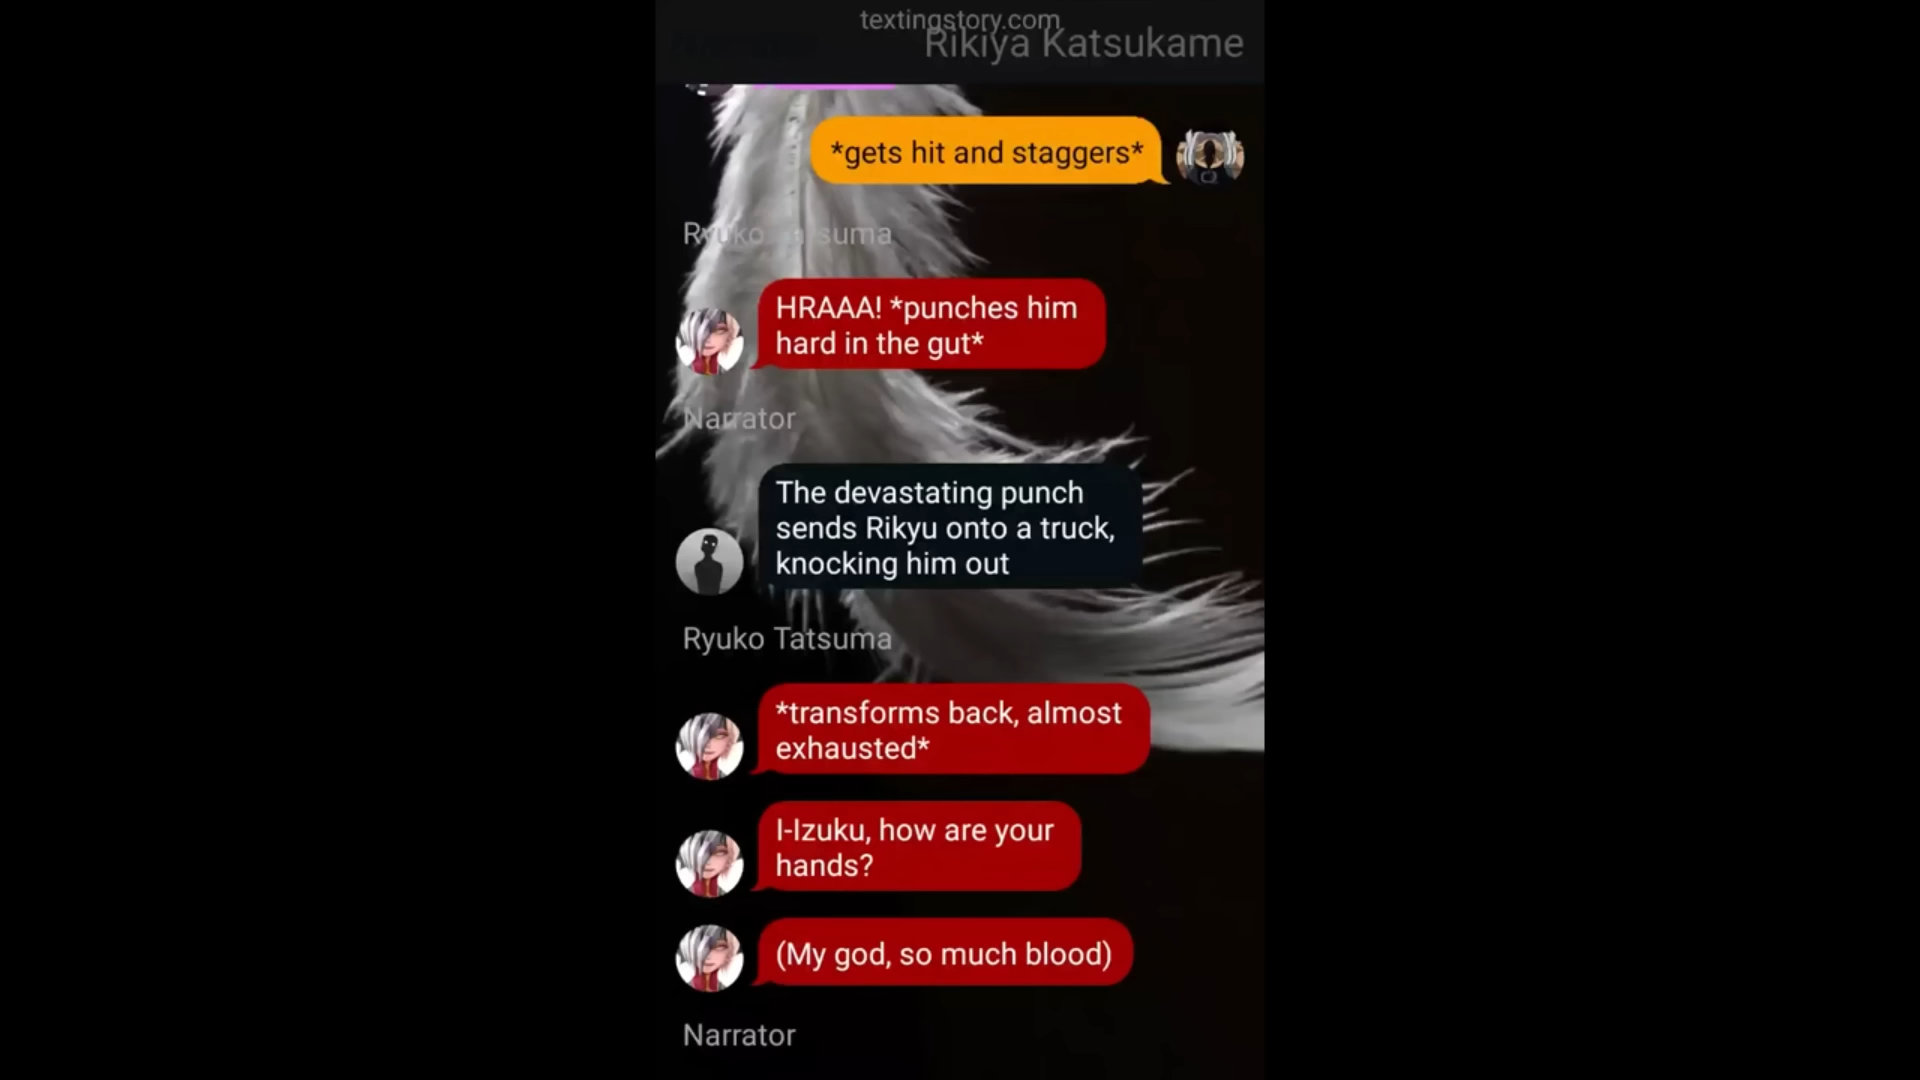 textingstory.com
Rikiya Katsukame
*gets hit and staggers*
Ryuko Tatsuma
HRAAA! *punches him
hard in the gut*
Narrator
The devastating punch
sends Rikyu onto a truck,
knocking him out
Ryuko Tatsuma
*transforms back, almost
exhausted*
I-Izuku, how are your
hands?
(My god, so much blood)
Narrator